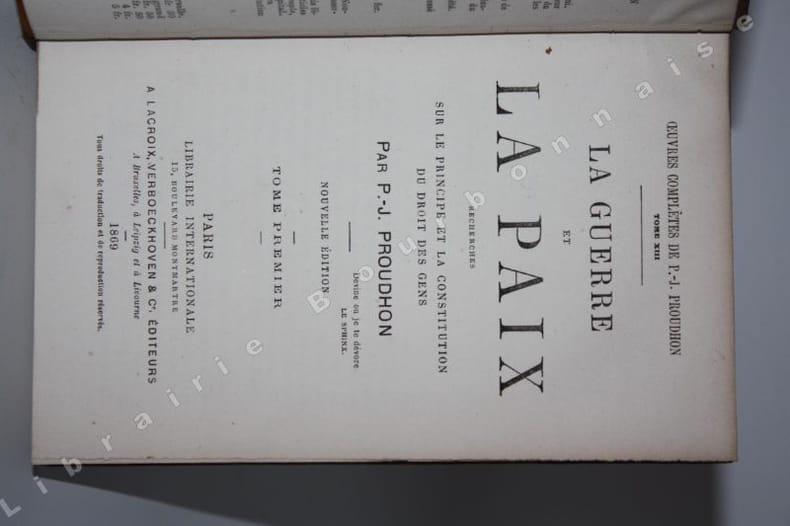 ŒUVRES COMPLÈTES DE P.-J. PROUDHON
TOME XIII
LA GUERRE
ET
LA PAIX
RECHERCHES
SUR LE PRINCIPE ET LA CONSTITUTION
DU DROIT DES GENS
PAR P.-J. PROUDHON
Devine ou je te dévore
LE SPHINX.
NOUVELLE ÉDITION
TOME PREMIER
PARIS
LIBRAIRIE INTERNATIONALE
15, BOULEVARD MONTMARTRE
A LACROIX, VERBOECKHOVEN & Cᵉ, ÉDITEURS
A Bruxelles, à Leipzig et à Livourne
1869
Tous droits de traduction et de reproduction réservés.
Librairie Bourbonnaise